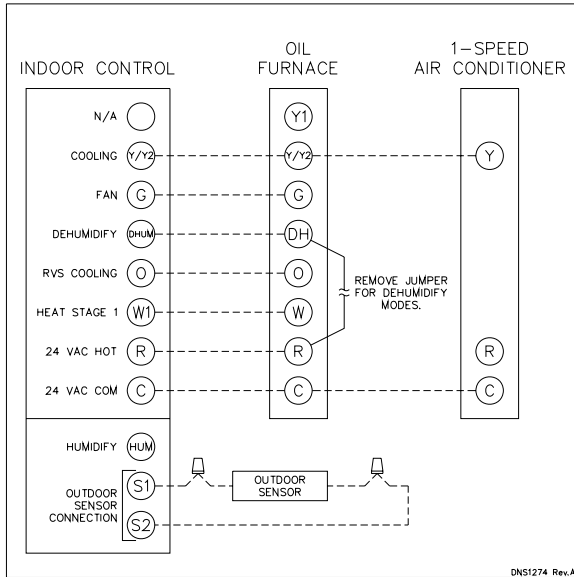 OIL
FURNACE
1-SPEED
AIR CONDITIONER
INDOOR CONTROL
N/A
Y1
COOLING Y/Y2 Y/Y2 Y
FAN G G
DEHUMIDIFY DHUM DH
RVS COOLING O O
REMOVE JUMPER
FOR DEHUMIDIFY
MODES.
HEAT STAGE 1 W1 W
24 VAC HOT R R R
24 VAC COM C C C
HUMIDIFY HUM
OUTDOOR
SENSOR
CONNECTION
S1
S2
OUTDOOR
SENSOR
DNS1274 Rev.A